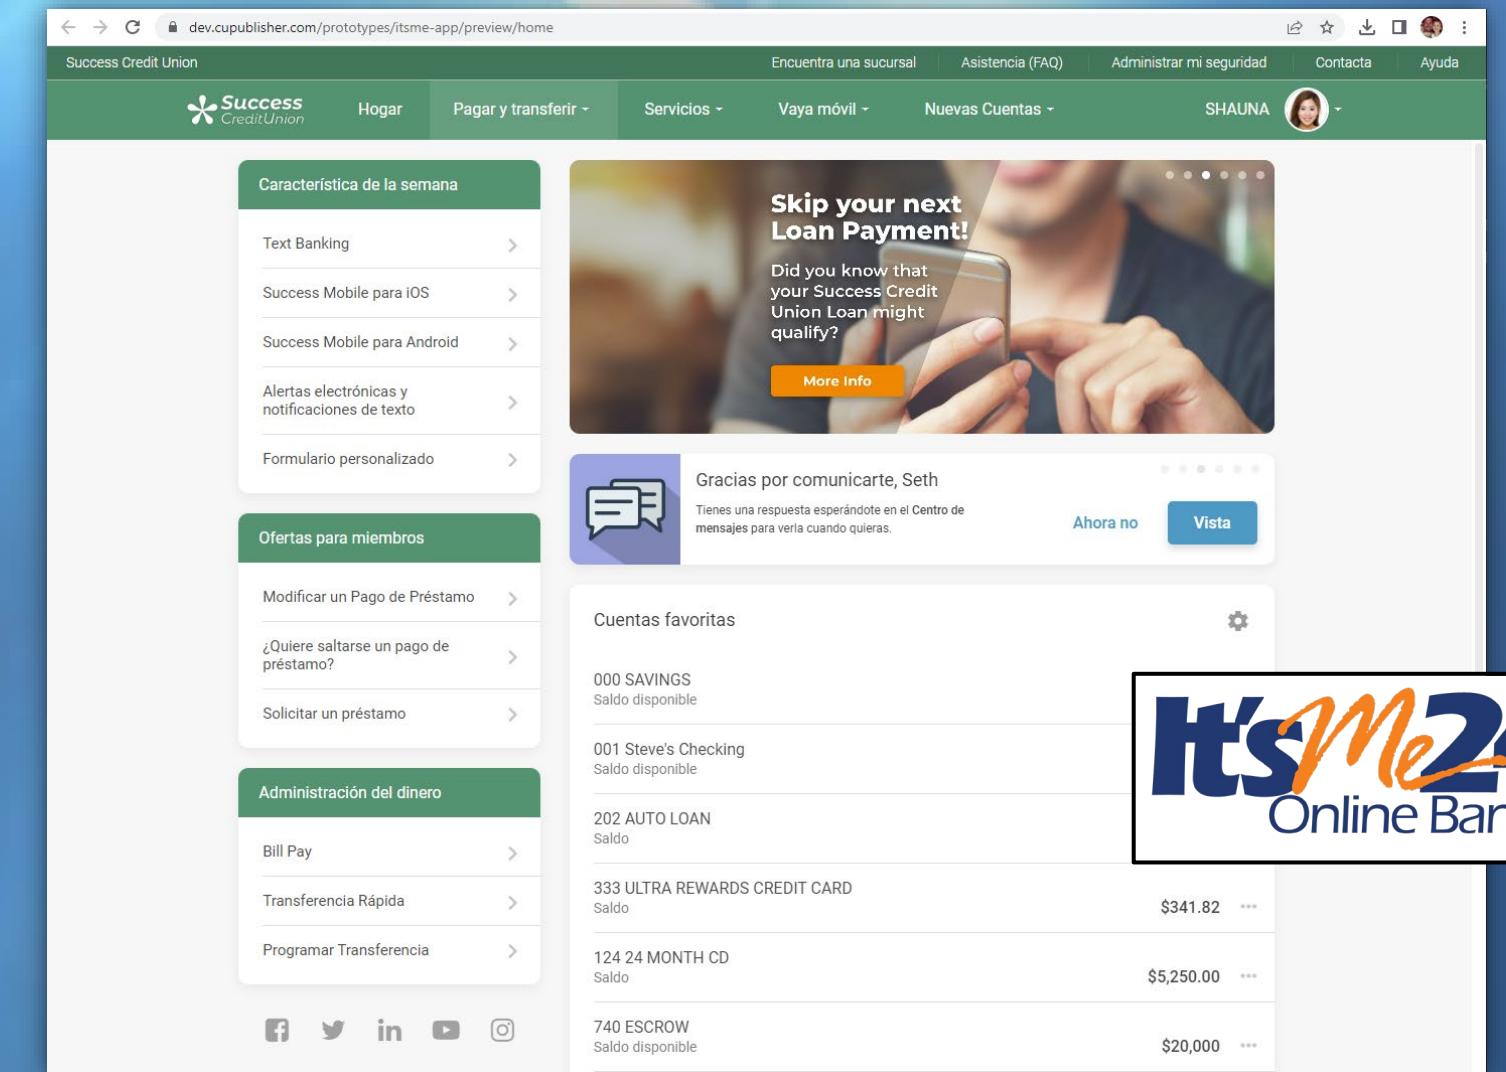 dev.cupublisher.com/prototypes/itsme-app/preview/home
Success Credit Union
Encuentra una sucursal
Asistencia (FAQ)
Administrar mi seguridad
Contacta
Ayuda
Success
CreditUnion
Hogar
Pagar y transferir
Servicios
Vaya móvil
Nuevas Cuentas
SHAUNA
Característica de la semana
Text Banking
Success Mobile para iOS
Success Mobile para Android
Alertas electrónicas y
notificaciones de texto
Formulario personalizado
Ofertas para miembros
Modificar un Pago de Préstamo
¿Quiere saltarse un pago de
préstamo?
Solicitar un préstamo
Administración del dinero
Bill Pay
Transferencia Rápida
Programar Transferencia
Skip your next
Loan Payment!
Did you know that
your Success Credit
Union Loan might
qualify?
More Info
Gracias por comunicarte, Seth
Tienes una respuesta esperándote en el Centro de
mensajes para verla cuando quieras.
Ahora no
Vista
Cuentas favoritas
000 SAVINGS
Saldo disponible
001 Steve's Checking
Saldo disponible
202 AUTO LOAN
Saldo
333 ULTRA REWARDS CREDIT CARD
Saldo
$341.82
124 24 MONTH CD
Saldo
$5,250.00
740 ESCROW
Saldo disponible
$20,000
It'sMe24
Online Ban